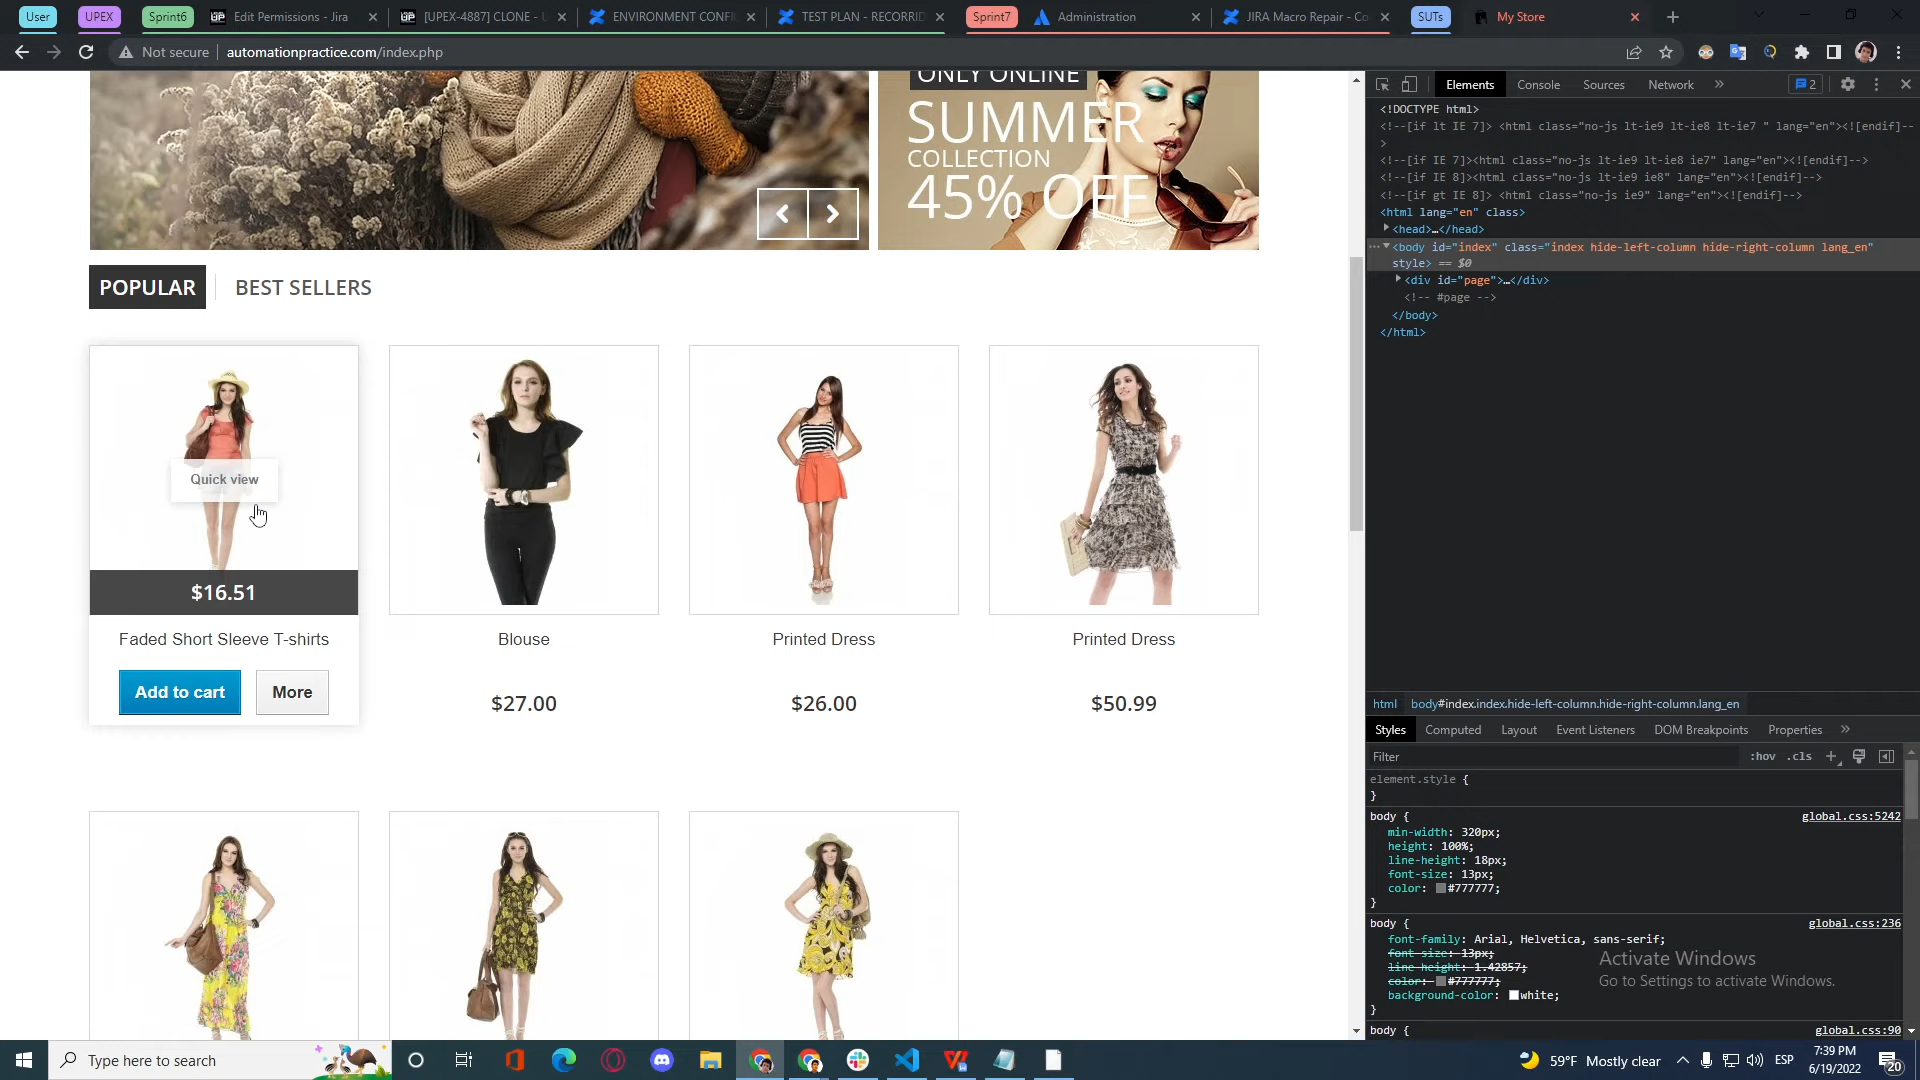 User
UPEX
Sprint6
Edit Permissions - Jira
[UPEX-4887] CLONE - 
ENVIRONMENT CONFI
TEST PLAN - RECORRID
Sprint7
Administration
JIRA Macro Repair - Co
SUTs
My Store
Not secure
automationpractice.com/index.php
ONLY ONLINE
SUMMER
COLLECTION
45% OFF
POPULAR
BEST SELLERS
Quick view
$16.51
Faded Short Sleeve T-shirts
Blouse
Printed Dress
Printed Dress
Add to cart
More
$27.00
$26.00
$50.99
Elements
Console
Sources
Network
2
<!DOCTYPE html>
<!--[if lt IE 7]> <html class="no-js lt-ie9 lt-ie8 lt-ie7 " lang="en"><![endif]--
>
<!--[if IE 7]><html class="no-js lt-ie9 lt-ie8 ie7" lang="en"><![endif]-->
<!--[if IE 8]><html class="no-js lt-ie9 ie8" lang="en"><![endif]-->
<!--[if gt IE 8]> <html class="no-js ie9" lang="en"><![endif]-->
<html lang="en" class>
<head>…</head>
<body id="index" class="index hide-left-column hide-right-column lang_en"
style> == $0
<div id="page">…</div>
<!-- #page -->
</body>
</html>
html
body#index.index.hide-left-column.hide-right-column.lang_en
Styles
Computed
Layout
Event Listeners
DOM Breakpoints
Properties
Filter
:hov
.cls
element.style {
}
body {
global.css:5242
min-width: 320px;
height: 100%;
line-height: 18px;
font-size: 13px;
color: #777777;
}
body {
global.css:236
font-family: Arial, Helvetica, sans-serif;
font-size: 13px;
line-height: 1.42857;
color: #777777;
background-color: white;
}
body {
global.css:90
Activate Windows
Go to Settings to activate Windows.
Type here to search
59°F
Mostly clear
ESP
7:39 PM
6/19/2022
20